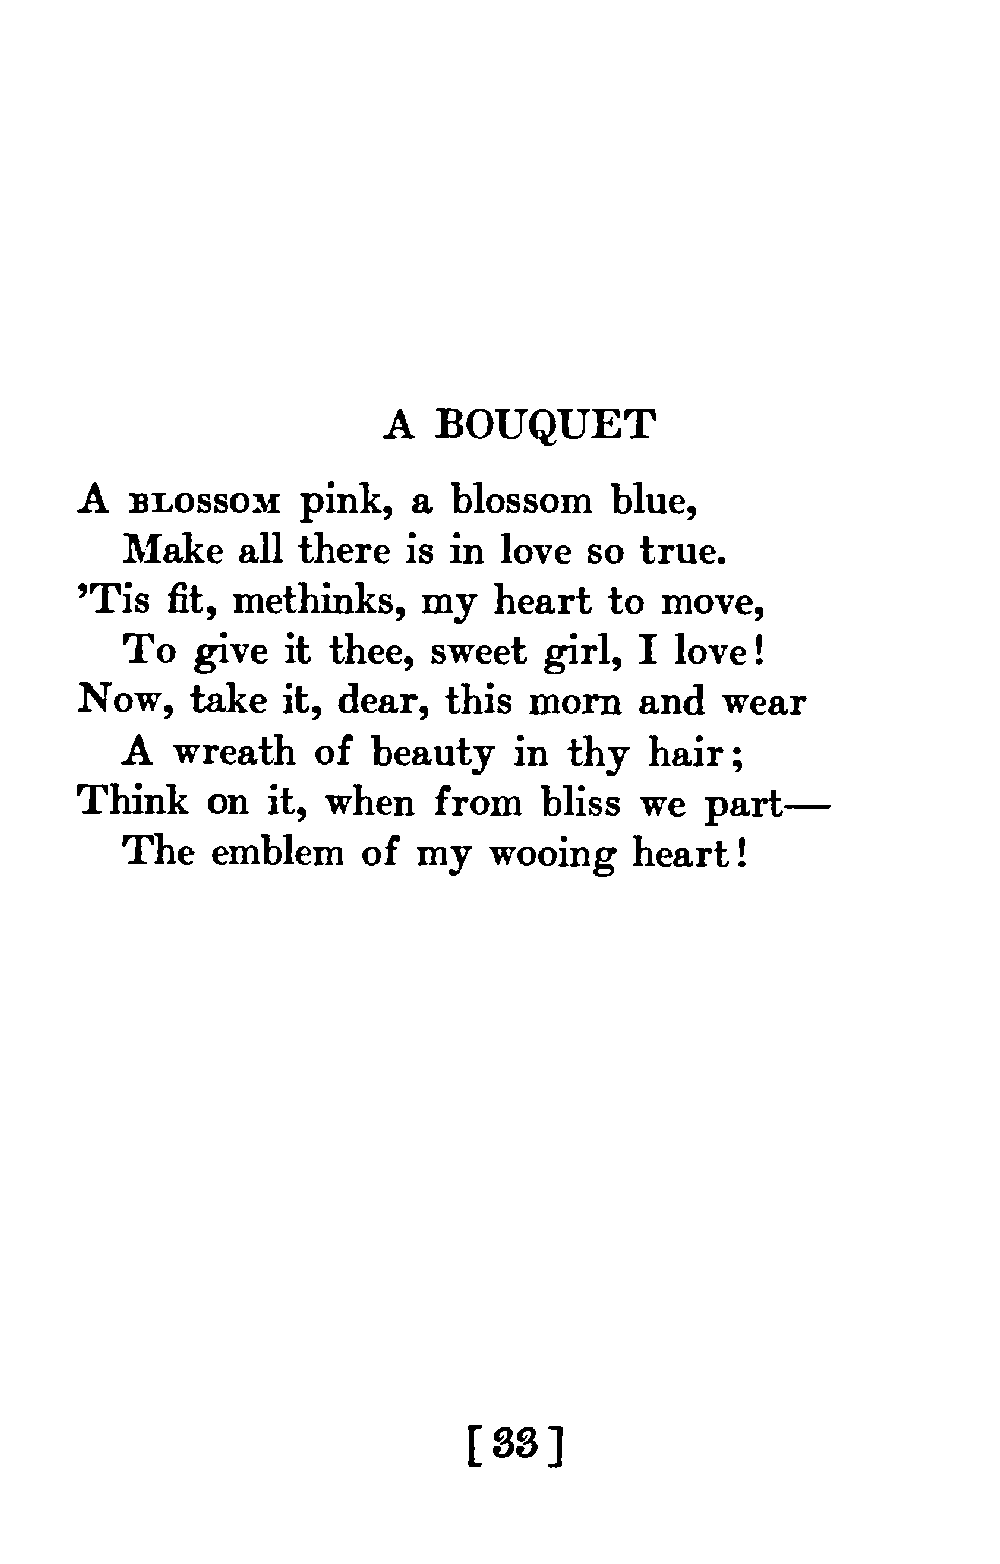 A BOUQUET
A BLOSSOM pink, a blossom blue,
Make all there is in love so true.
’Tis fit, methinks, my heart to move,
To give it thee, sweet girl, I love!
Now, take it, dear, this morn and wear
A wreath of beauty in thy hair;
Think on it, when from bliss we part—
The emblem of my wooing heart!
[33]